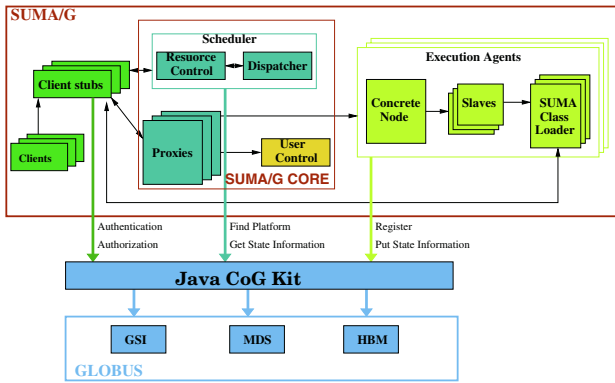 SUMA/G
Scheduler
Resuorce
Control
Dispatcher
Execution Agents
Client stubs
Concrete
Node
Slaves
SUMA
Class
Loader
Clients
Proxies
User
Control
SUMA/G CORE
Authentication
Authorization
Find Platform
Get State Information
Register
Put State Information
Java CoG Kit
GSI
MDS
HBM
GLOBUS